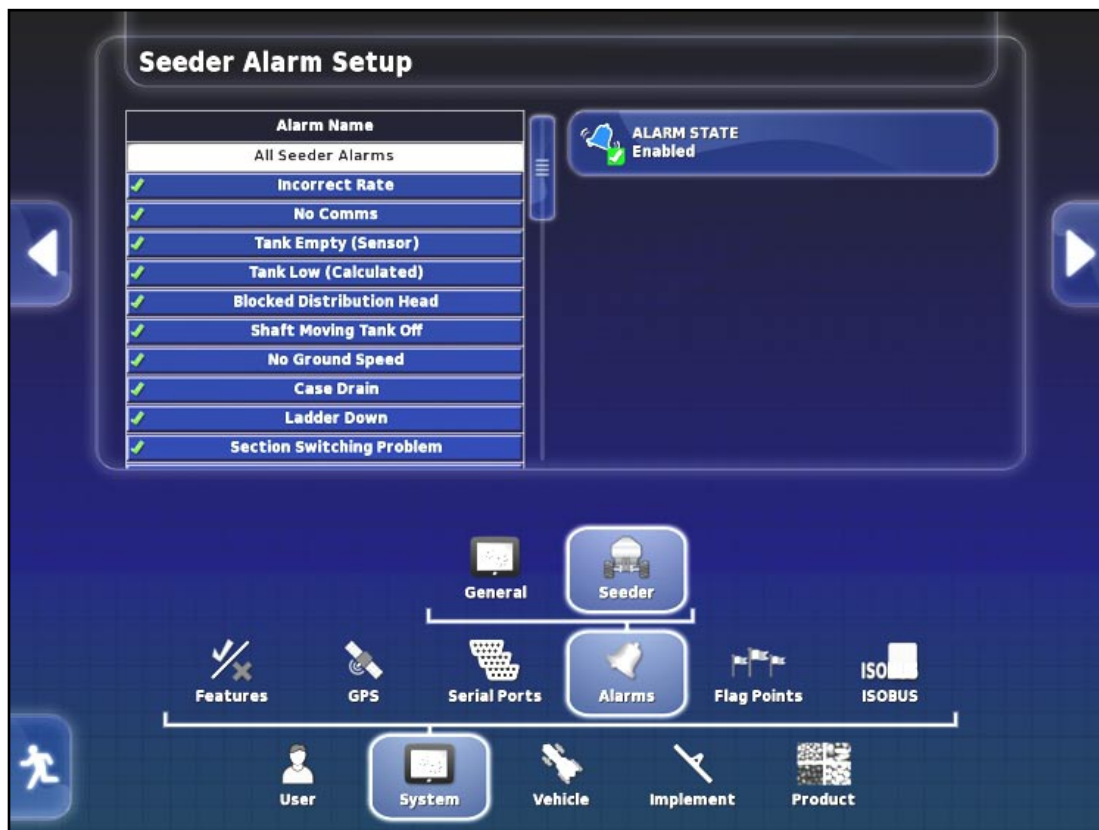 Seeder Alarm Setup
Alarm Name
All Seeder Alarms
Incorrect Rate
No Comms
Tank Empty (Sensor)
Tank Low (Calculated)
Blocked Distribution Head
Shaft Moving Tank Off
No Ground Speed
Case Drain
Ladder Down
Section Switching Problem
ALARM STATE
Enabled
General
Seeder
Features
GPS
Serial Ports
Alarms
Flag Points
ISOBUS
ISOBUS
User
System
Vehicle
Implement
Product